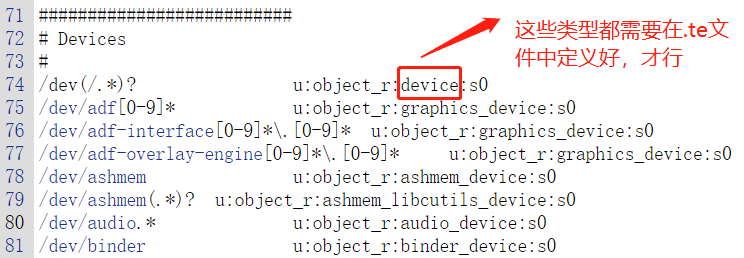 71 ##########################
72 # Devices
73 #
74 /dev(/.*)? u:object_r:device:s0
75 /dev/adf[0-9]* u:object_r:graphics_device:s0
76 /dev/adf-interface[0-9]*\.[0-9]* u:object_r:graphics_device:s0
77 /dev/adf-overlay-engine[0-9]*\.[0-9]* u:object_r:graphics_device:s0
78 /dev/ashmem u:object_r:ashmem_device:s0
79 /dev/ashmem(.*)? u:object_r:ashmem_libcutils_device:s0
80 /dev/audio.* u:object_r:audio_device:s0
81 /dev/binder u:object_r:binder_device:s0
这些类型都需要在.te文
件中定义好，才行